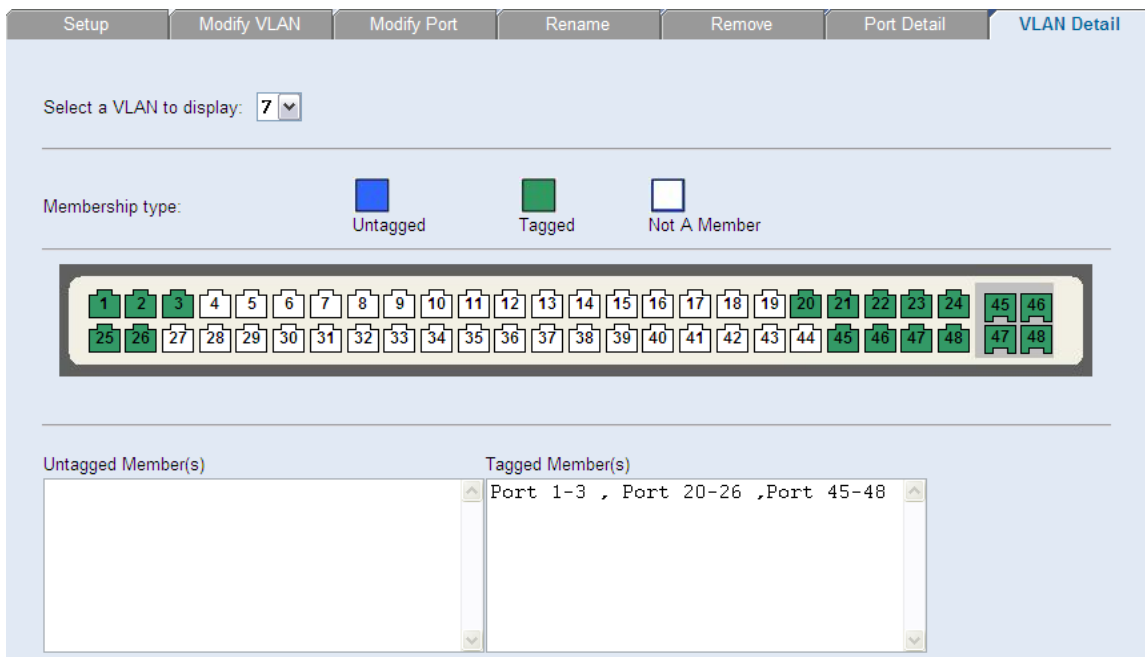 Setup Modify VLAN Modify Port Rename Remove Port Detail VLAN Detail
Select a VLAN to display: 7
Membership type:
Untagged Tagged Not A Member
1 2 3 4 5 6 7 8 9 10 11 12 13 14 15 16 17 18 19 20 21 22 23 24 45 46
25 26 27 28 29 30 31 32 33 34 35 36 37 38 39 40 41 42 43 44 45 46 47 48 47 48
Untagged Member(s) Tagged Member(s)
Port 1-3 , Port 20-26 ,Port 45-48